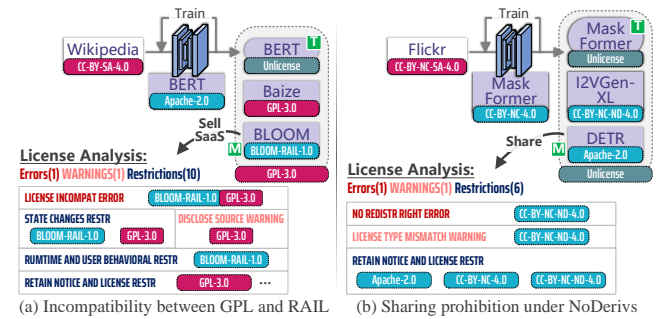 Train
Wikipedia
CC-BY-SA-4.0
BERT
Apache-2.0
BERT
T
Unlicense
Baize
GPL-3.0
BLOOM
BLOOM-RAIL-1.0
M
GPL-3.0
Sell
SaaS
License Analysis:
Errors(1) WARNINGS(1) Restrictions(10)
LICENSE INCOMPAT ERROR BLOOM-RAIL-1.0 GPL-3.0
STATE CHANGES RESTR
BLOOM-RAIL-1.0 GPL-3.0
DISCLOSE SOURCE WARNING
GPL-3.0
RUMTIME AND USER BEHAVIORAL RESTR BLOOM-RAIL-1.0
RETAIN NOTICE AND LICENSE RESTR GPL-3.0 ...
(a) Incompatibility between GPL and RAIL
Train
Flickr
CC-BY-NC-SA-4.0
Mask
Former
CC-BY-NC-4.0
Mask
Former
T
Unlicense
I2VGen-
XL
CC-BY-NC-ND-4.0
DETR
Apache-2.0
M
Unlicense
Share
License Analysis:
Errors(1) WARNINGS(1) Restrictions(6)
NO REDISTR RIGHT ERROR CC-BY-NC-ND-4.0
LICENSE TYPE MISMATCH WARNING CC-BY-NC-ND-4.0
RETAIN NOTICE AND LICENSE RESTR
Apache-2.0 CC-BY-NC-4.0 CC-BY-NC-ND-4.0
(b) Sharing prohibition under NoDerivs